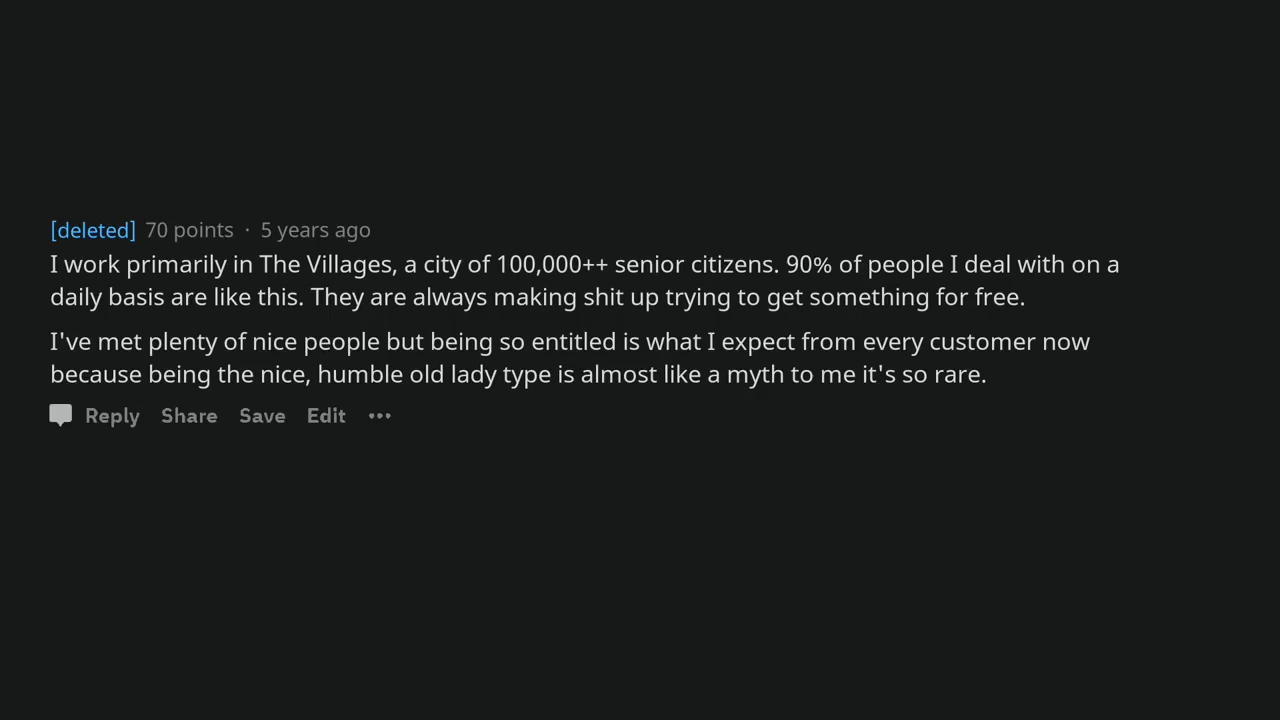 [deleted] 70 points · 5 years ago
I work primarily in The Villages, a city of 100,000++ senior citizens. 90% of people I deal with on a
daily basis are like this. They are always making shit up trying to get something for free.
I've met plenty of nice people but being so entitled is what I expect from every customer now
because being the nice, humble old lady type is almost like a myth to me it's so rare.
Reply Share Save Edit •••